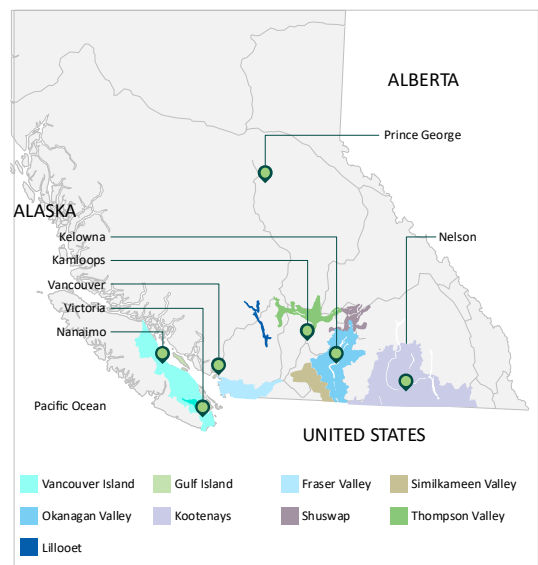 ALBERTA
Prince George
ALASKA
Kelowna
Nelson
Kamloops
Vancouver
Victoria
Nanaimo
Pacific Ocean
UNITED STATES
Vancouver Island
Gulf Island
Fraser Valley
Similkameen Valley
Okanagan Valley
Kootenays
Shuswap
Thompson Valley
Lillooet